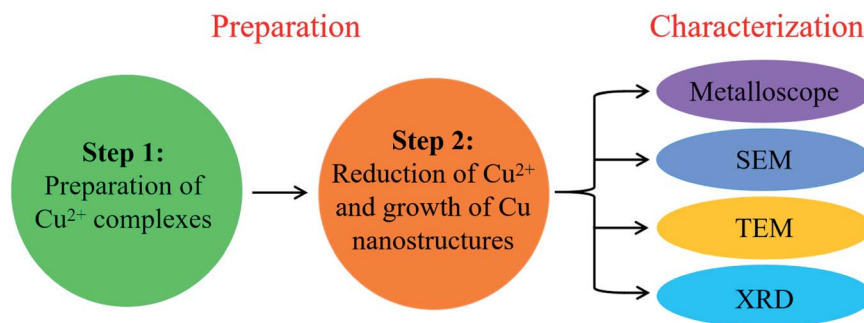 Preparation
Characterization
Step 1:
Preparation of
Cu²⁺ complexes
Step 2:
Reduction of Cu²⁺
and growth of Cu
nanostructures
Metalloscope
SEM
TEM
XRD